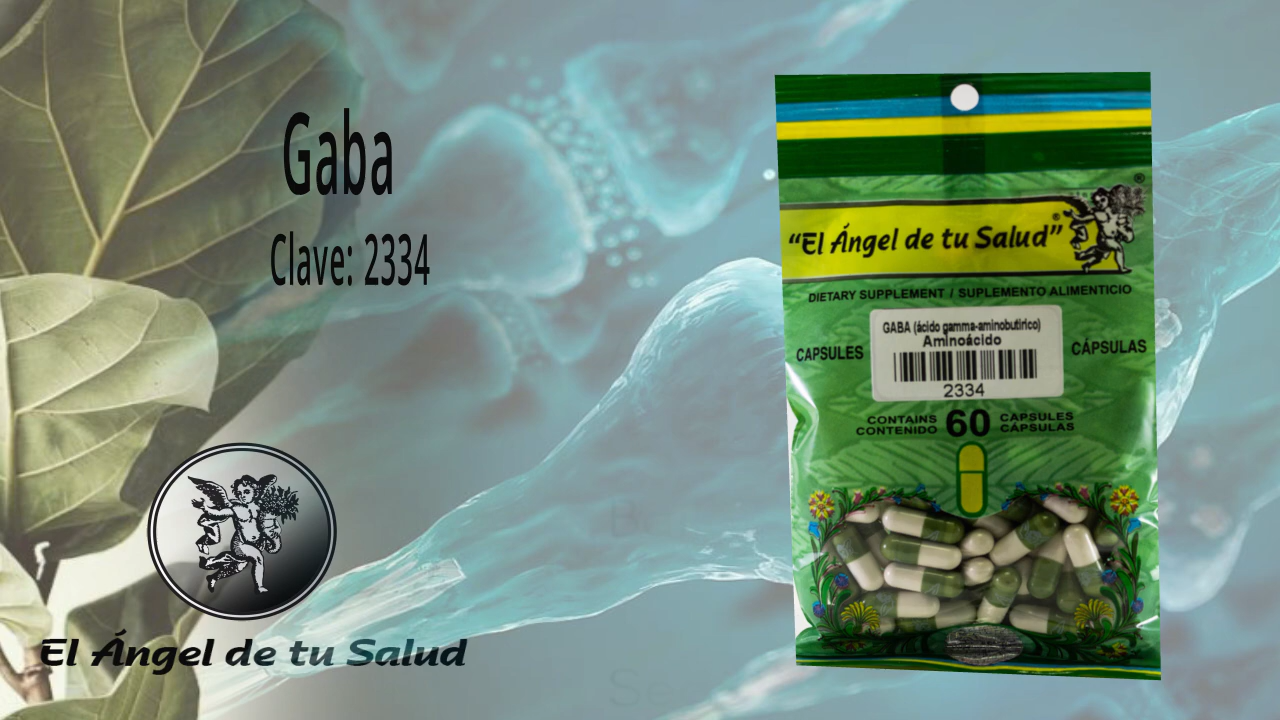 Gaba
Clave: 2334
El Ángel de tu Salud
"El Ángel de tu Salud"®
®
DIETARY SUPPLEMENT / SUPLEMENTO ALIMENTICIO
GABA (ácido gamma-aminobutírico)
Aminoácido
CAPSULES
CÁPSULAS
2334
CONTAINS 60 CAPSULES
CONTENIDO CÁPSULAS